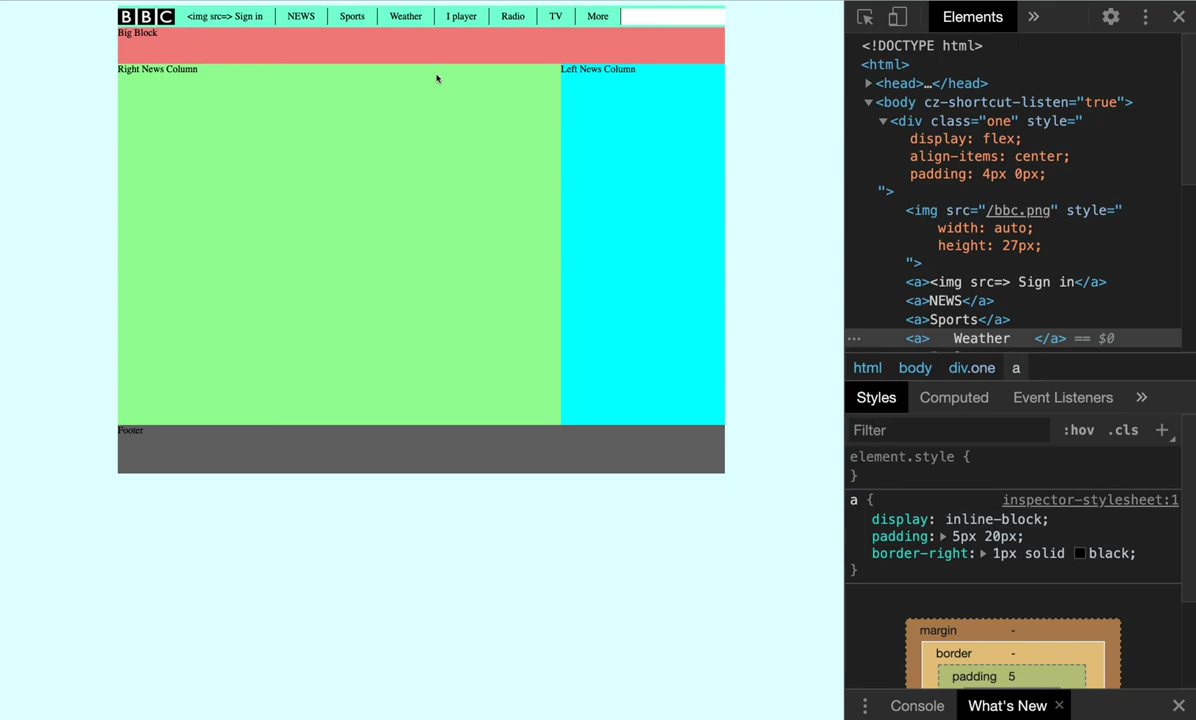 BBC <img src=> Sign in NEWS Sports Weather I player Radio TV More
Big Block
Right News Column Left News Column
Footer
Elements
<!DOCTYPE html>
<html>
<head>…</head>
<body cz-shortcut-listen="true">
<div class="one" style="
display: flex;
align-items: center;
padding: 4px 0px;
">
<img src="/bbc.png" style="
width: auto;
height: 27px;
">
<a><img src=> Sign in</a>
<a>NEWS</a>
<a>Sports</a>
… <a> Weather </a> == $0
html body div.one a
Styles Computed Event Listeners
Filter :hov .cls
element.style {
}
a { inspector-stylesheet:1
display: inline-block;
padding: 5px 20px;
border-right: 1px solid black;
}
margin -
border -
padding 5
Console What's New